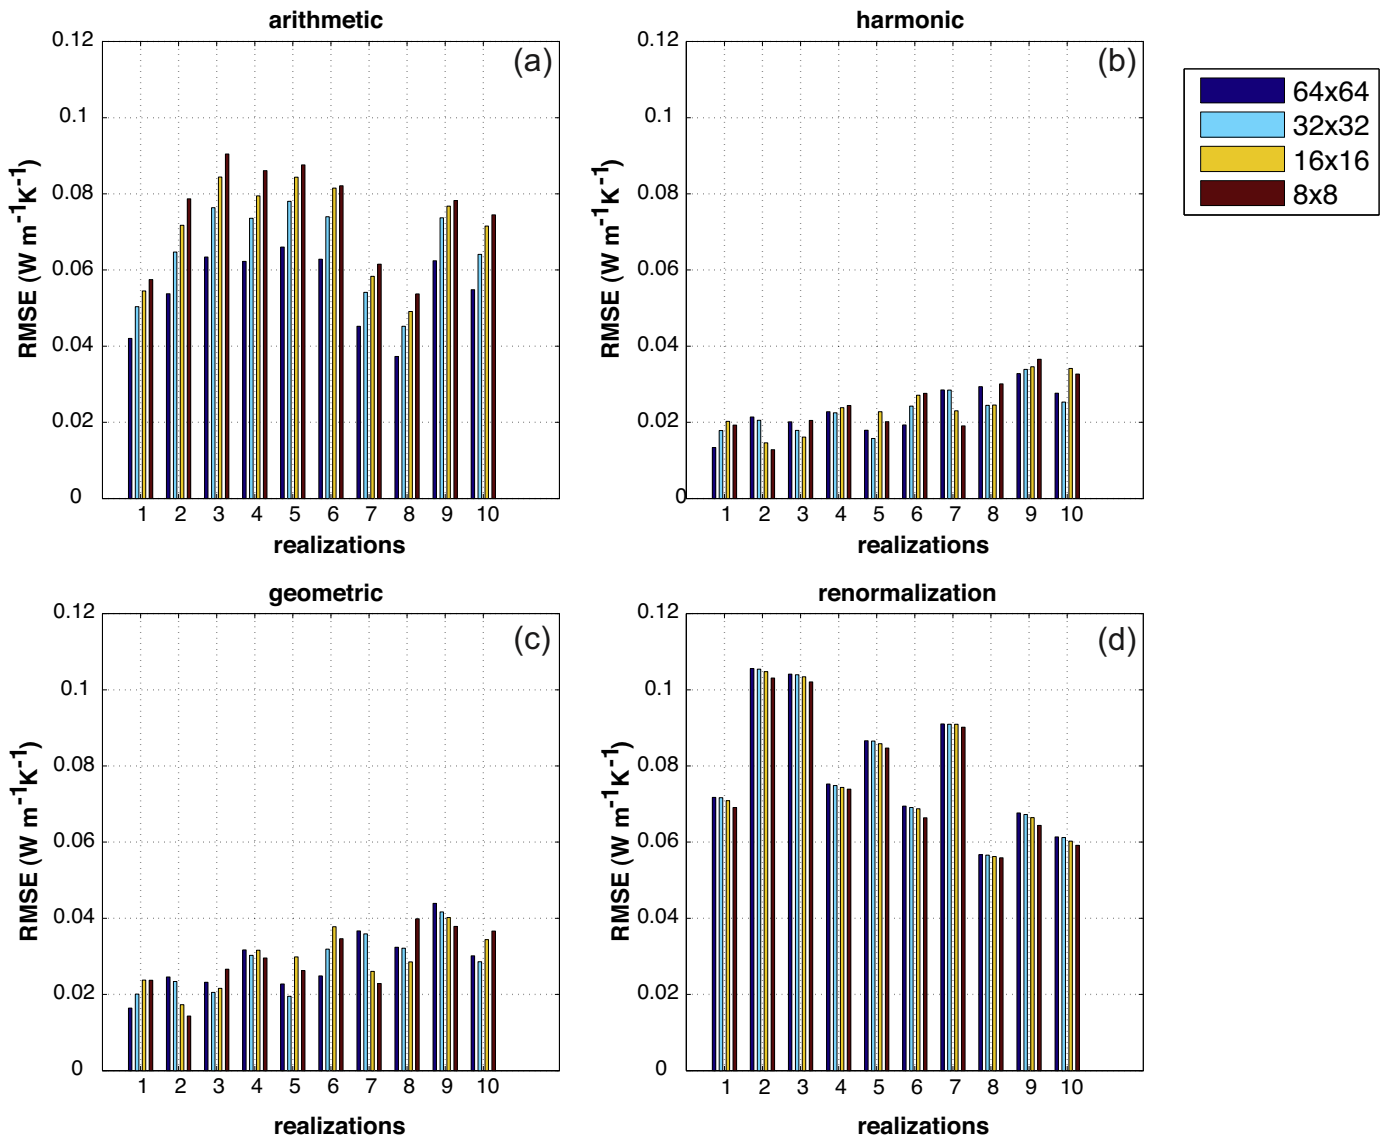 arithmetic
(a)
0.12
0.1
0.08
0.06
0.04
0.02
0
RMSE (W m-1K-1)
1 2 3 4 5 6 7 8 9 10
realizations
harmonic
(b)
0.12
0.1
0.08
0.06
0.04
0.02
0
RMSE (W m-1K-1)
1 2 3 4 5 6 7 8 9 10
realizations
64x64
32x32
16x16
8x8
geometric
(c)
0.12
0.1
0.08
0.06
0.04
0.02
0
RMSE (W m-1K-1)
1 2 3 4 5 6 7 8 9 10
realizations
renormalization
(d)
0.12
0.1
0.08
0.06
0.04
0.02
0
RMSE (W m-1K-1)
1 2 3 4 5 6 7 8 9 10
realizations